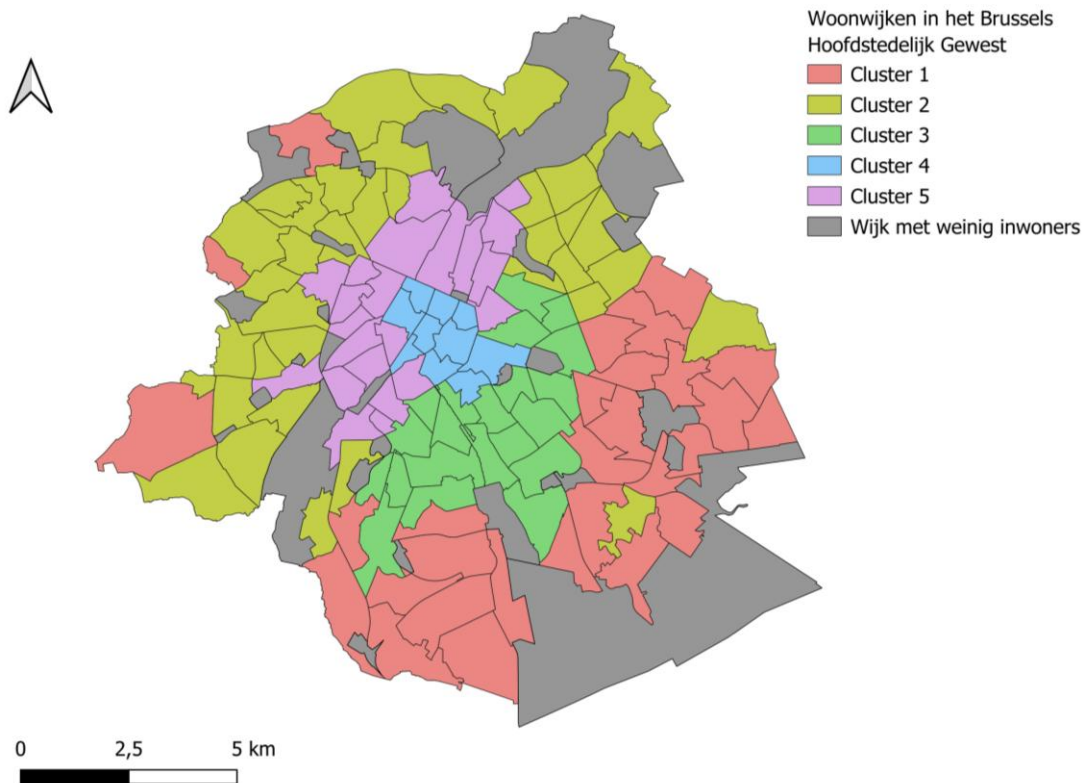 Woonwijken in het Brussels
Hoofdstedelijk Gewest
Cluster 1
Cluster 2
Cluster 3
Cluster 4
Cluster 5
Wijk met weinig inwoners
0 2,5 5 km